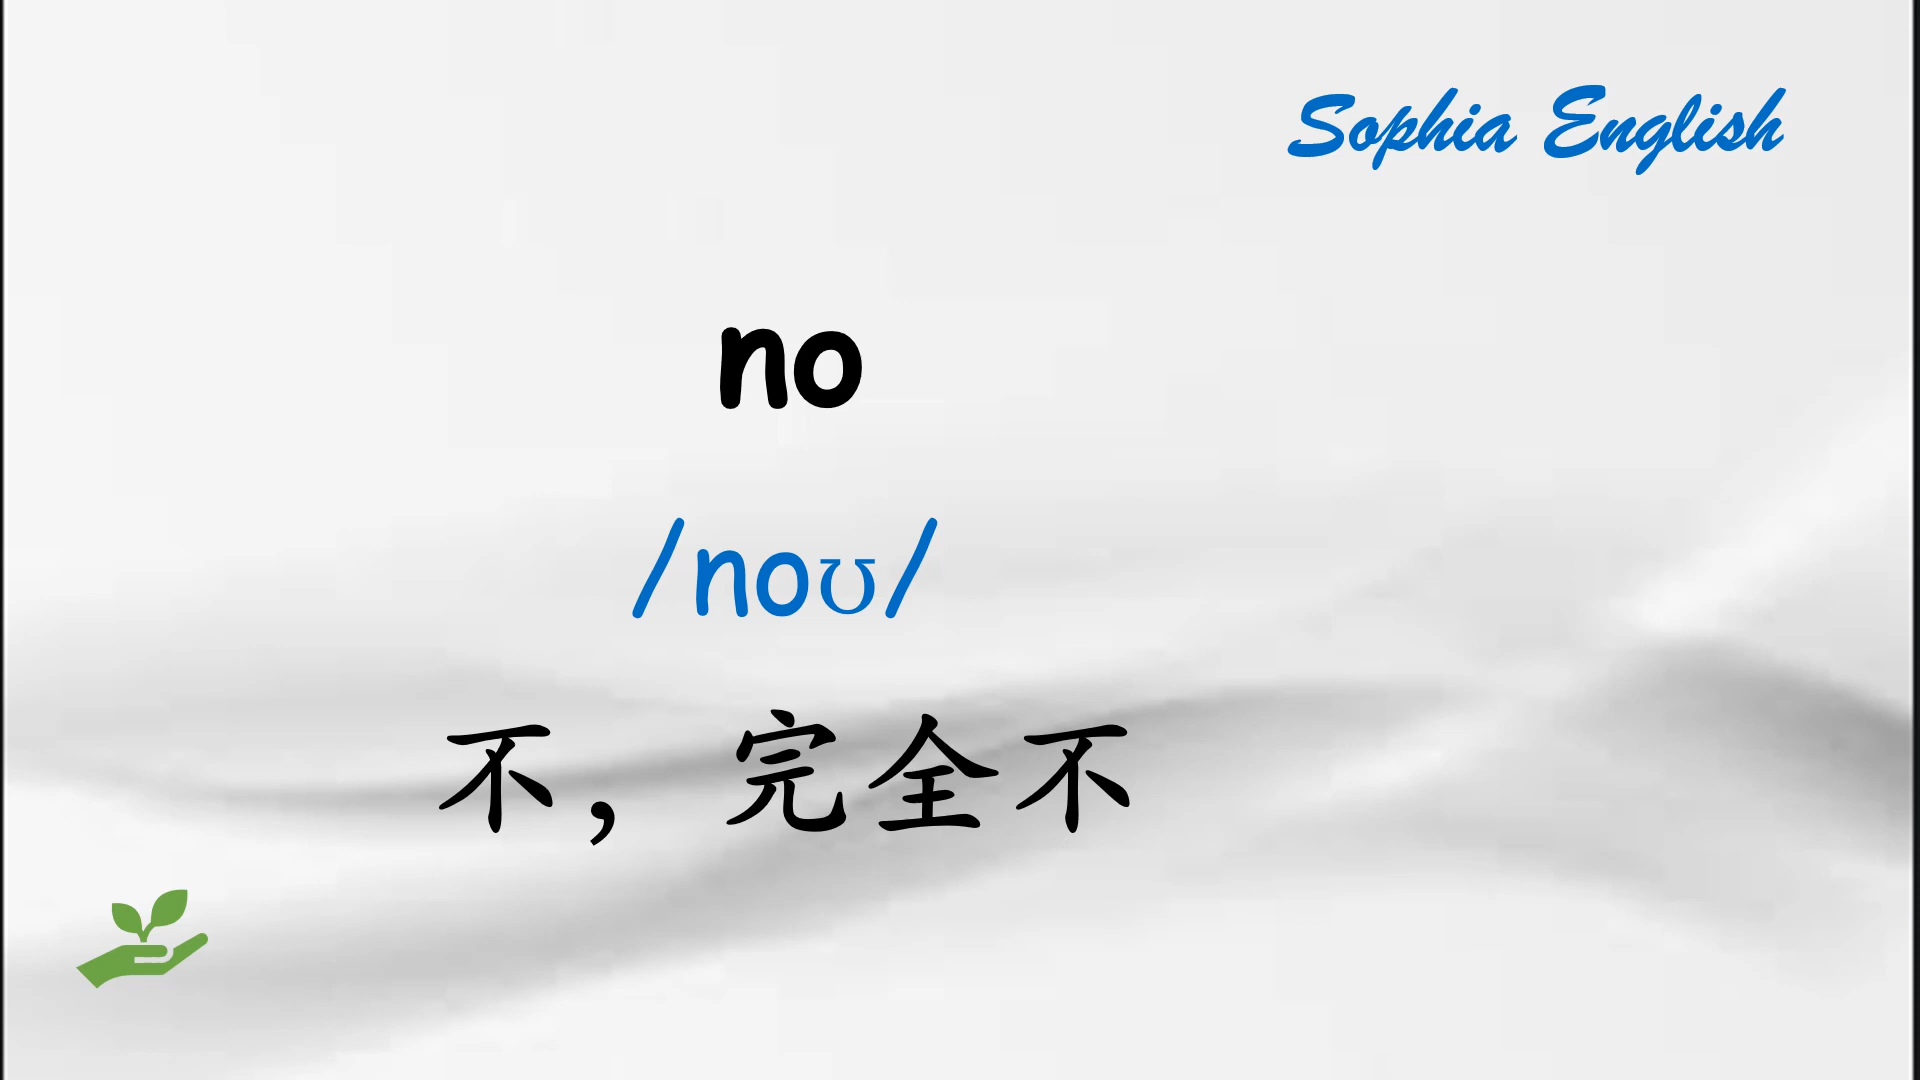 Sophia English
no
/noʊ/
不，完全不